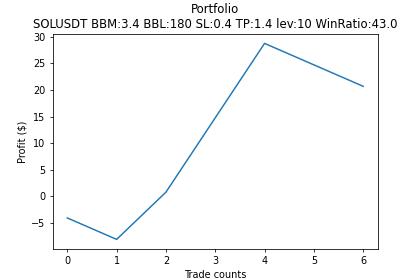 Portfolio
SOLUSDT BBM:3.4 BBL:180 SL:0.4 TP:1.4 lev:10 WinRatio:43.0
30
25
20
15
10
5
0
−5
Profit ($)
0 1 2 3 4 5 6
Trade counts